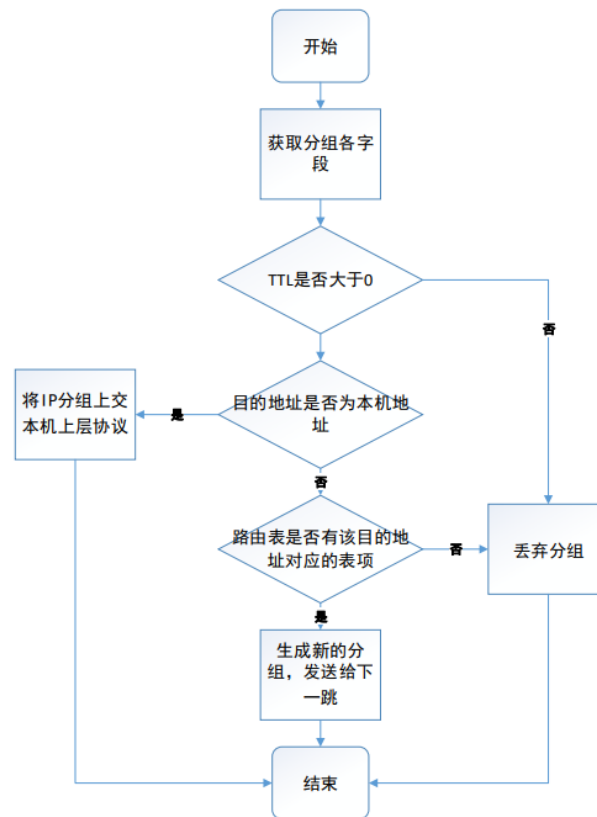 开始
获取分组各字
段
TTL是否大于0
否
目的地址是否为本机地
址
是
将IP分组上交
本机上层协议
否
路由表是否有该目的地
址对应的表项
否
丢弃分组
是
生成新的分
组，发送给下
一跳
结束